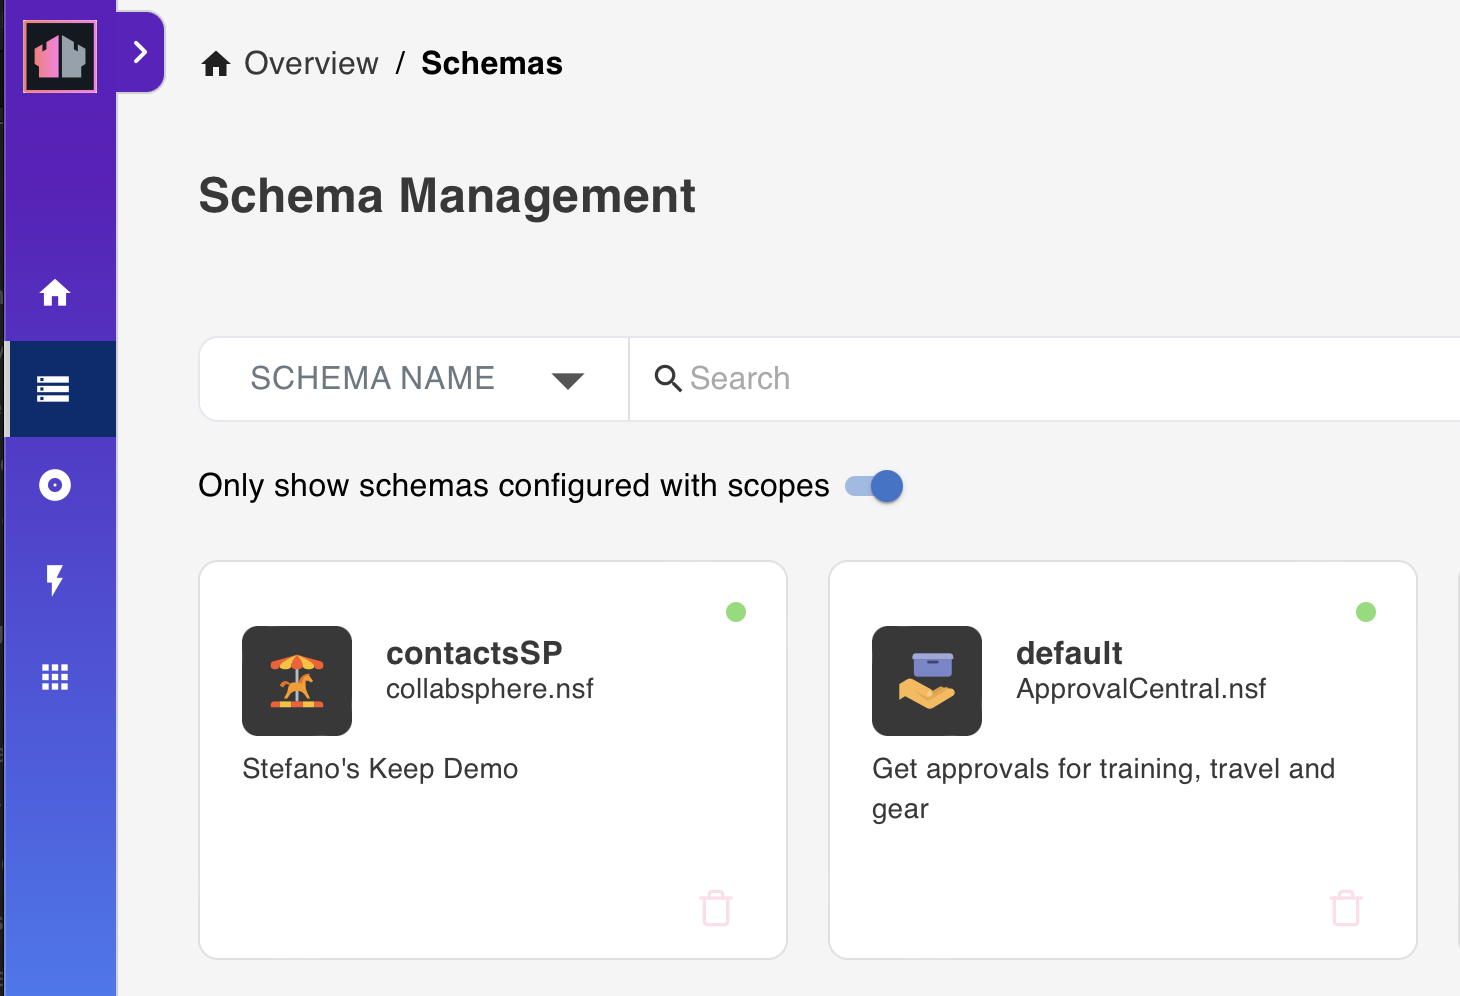 Overview / Schemas
Schema Management
SCHEMA NAME
Search
Only show schemas configured with scopes
contactsSP
collabsphere.nsf
Stefano's Keep Demo
default
ApprovalCentral.nsf
Get approvals for training, travel and
gear